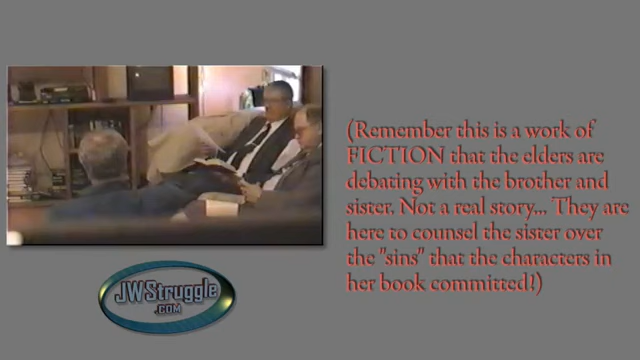 (Remember this is a work of
FICTION that the elders are
debating with the brother and
sister. Not a real story... They are
here to counsel the sister over
the "sins" that the characters in
her book committed!)
JWStruggle
.COM